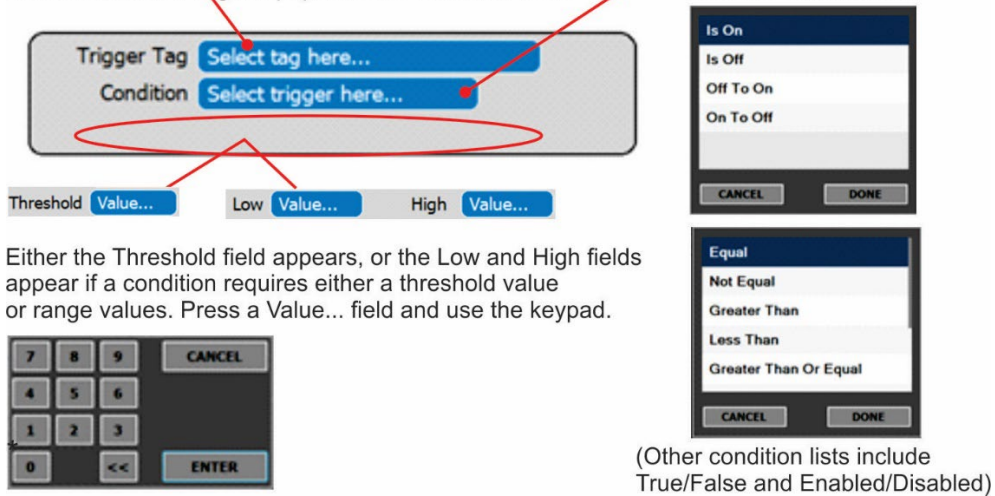 Trigger Tag Select tag here...
Condition Select trigger here...
Threshold Value...
Low Value... High Value...
Either the Threshold field appears, or the Low and High fields
appear if a condition requires either a threshold value
or range values. Press a Value... field and use the keypad.
7 8 9 CANCEL
4 5 6
1 2 3
*
0 << ENTER
Is On
Is Off
Off To On
On To Off
CANCEL DONE
Equal
Not Equal
Greater Than
Less Than
Greater Than Or Equal
CANCEL DONE
(Other condition lists include
True/False and Enabled/Disabled)